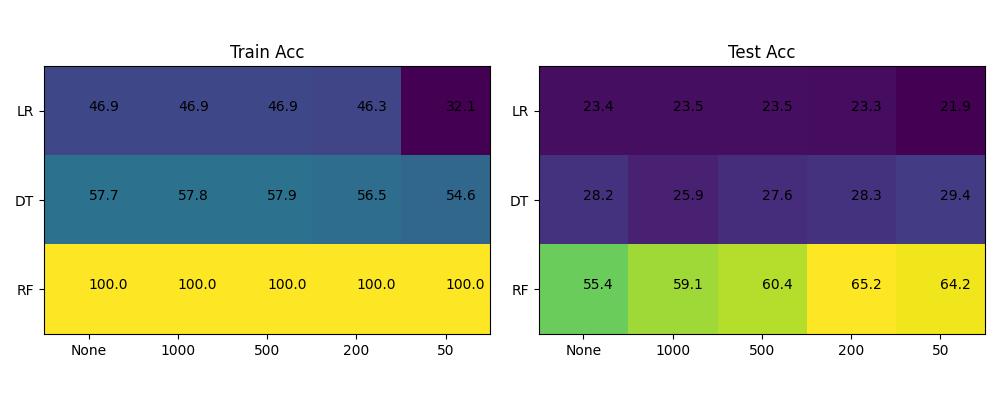 Train Acc
LR 46.9 46.9 46.9 46.3 32.1
DT 57.7 57.8 57.9 56.5 54.6
RF 100.0 100.0 100.0 100.0 100.0
None 1000 500 200 50
Test Acc
LR 23.4 23.5 23.5 23.3 21.9
DT 28.2 25.9 27.6 28.3 29.4
RF 55.4 59.1 60.4 65.2 64.2
None 1000 500 200 50